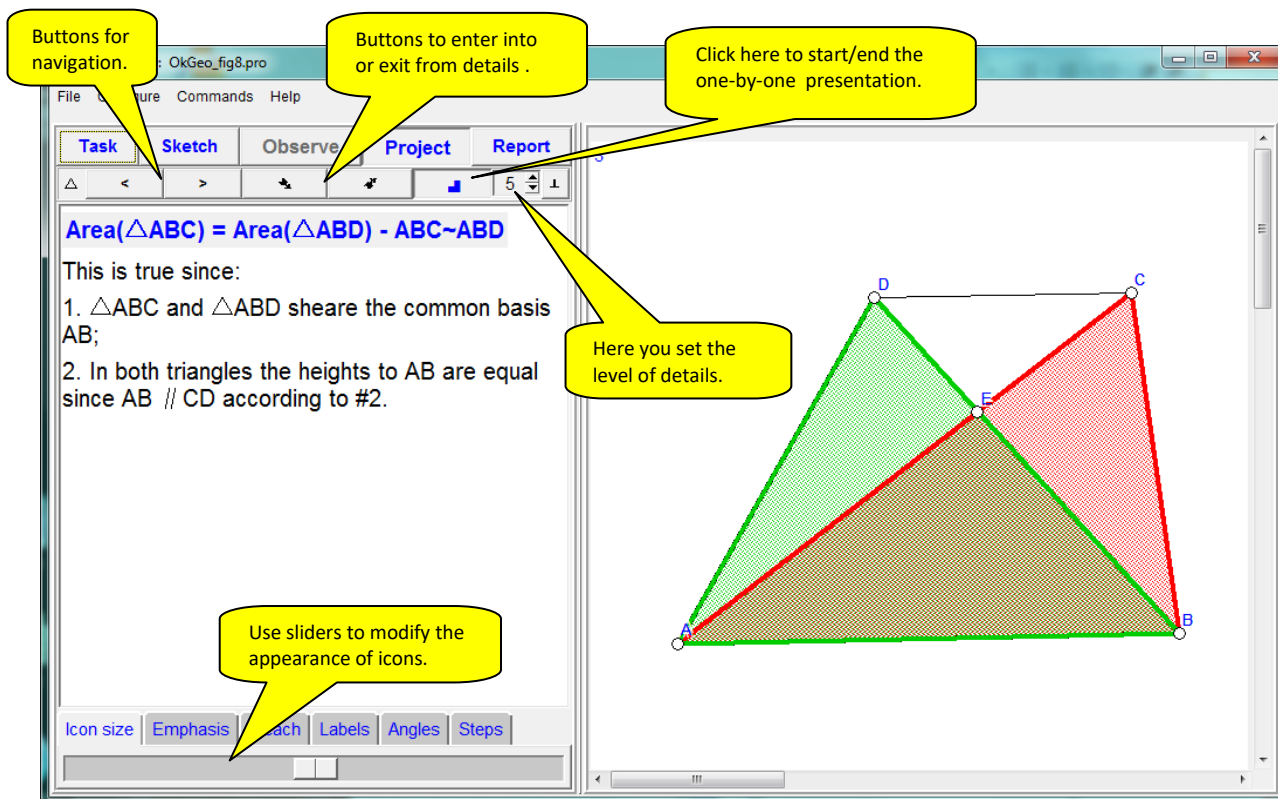 Buttons for
navigation.
Buttons to enter into
or exit from details .
Click here to start/end the
one-by-one presentation.
: OkGeo_fig8.pro
File
Commands Help
Task Sketch Observe Project Report
< > 5
Area(△ABC) = Area(△ABD) - ABC~ABD
This is true since:
1. △ABC and △ABD sheare the common basis
AB;
2. In both triangles the heights to AB are equal
since AB // CD according to #2.
Here you set the
level of details.
D
C
E
A
B
Use sliders to modify the
appearance of icons.
Icon size Emphasis Labels Angles Steps